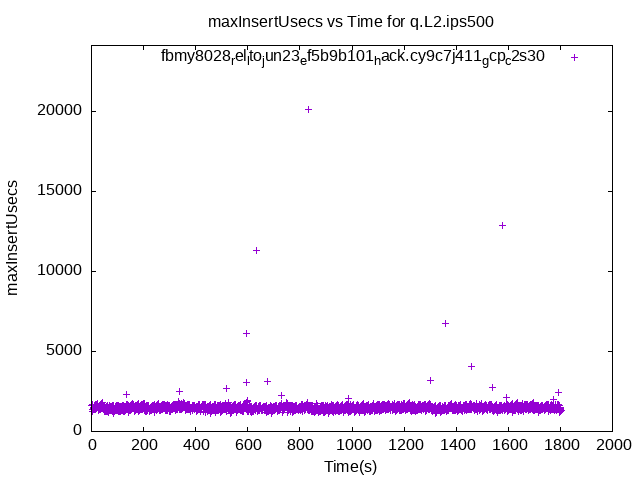 maxInsertUsecs vs Time for q.L2.ips500
fbmy8028relltojun23ef5b9b101hack.cy9c7j411gcpc2s30
20000
15000
maxInsertUsecs
10000
5000
0
0 200 400 600 800 1000 1200 1400 1600 1800 2000
Time(s)